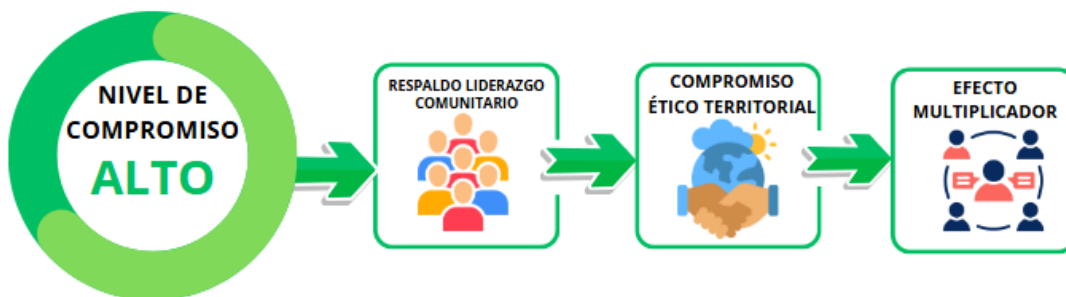 NIVEL DE
COMPROMISO
ALTO
RESPALDO LIDERAZGO
COMUNITARIO
COMPROMISO
ÉTICO TERRITORIAL
EFECTO
MULTIPLICADOR